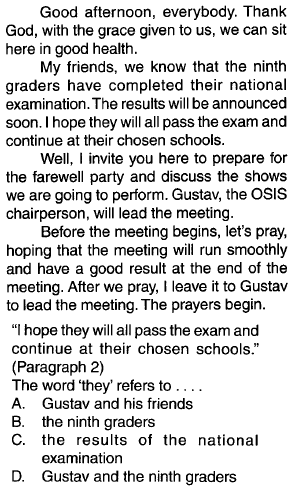 Good afternoon, everybody. Thank
God, with the grace given to us, we can sit
here in good health.
My friends, we know that the ninth
graders have completed their national
examination. The results will be announced
soon. I hope they will all pass the exam and
continue at their chosen schools.
Well, I invite you here to prepare for
the farewell party and discuss the shows
we are going to perform. Gustav, the OSIS
chairperson, will lead the meeting.
Before the meeting begins, let's pray,
hoping that the meeting will run smoothly
and have a good result at the end of the
meeting. After we pray, I leave it to Gustav
to lead the meeting. The prayers begin.
“I hope they will all pass the exam and
continue at their chosen schools.”
(Paragraph 2)
The word ‘they’ refers to . . . .
A. Gustav and his friends
B. the ninth graders
C. the results of the national
examination
D. Gustav and the ninth graders